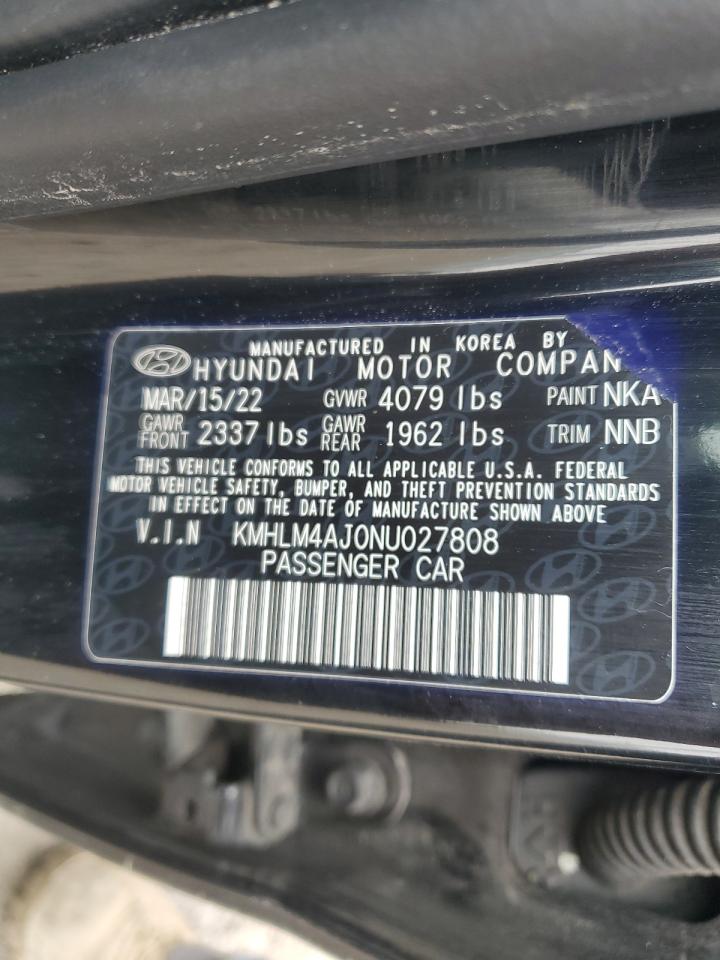 MANUFACTURED IN KOREA BY
HYUNDAI MOTOR COMPAN
MAR/15/22 GVWR 4079 lbs PAINT NKA
GAWR FRONT 2337 lbs GAWR REAR 1962 lbs TRIM NNB
THIS VEHICLE CONFORMS TO ALL APPLICABLE U.S.A. FEDERAL
MOTOR VEHICLE SAFETY, BUMPER, AND THEFT PREVENTION STANDARDS
IN EFFECT ON THE DATE OF MANUFACTURE SHOWN ABOVE
V.I.N KMHLM4AJ0NU027808
PASSENGER CAR